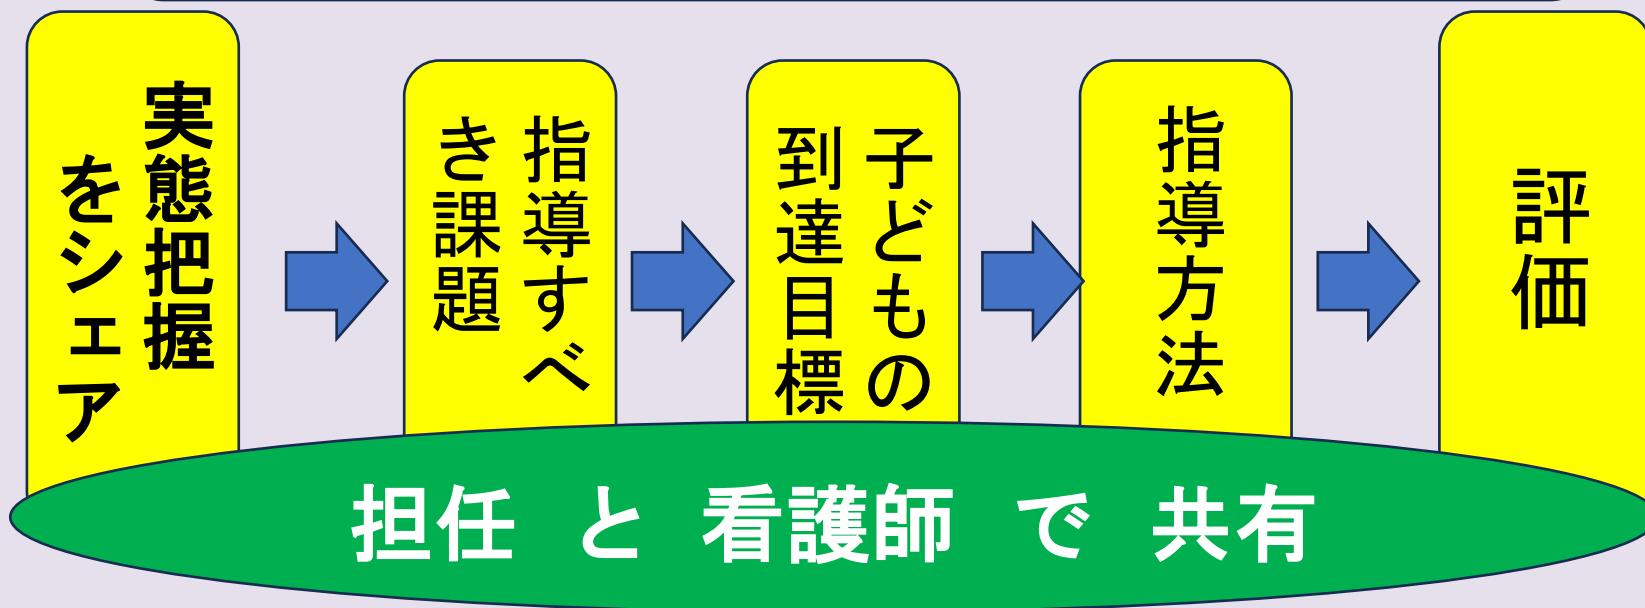 実態把握
をシェア
指導すべ
き課題
子どもの
到達目標
指導方法
評価
担任 と 看護師 で 共有